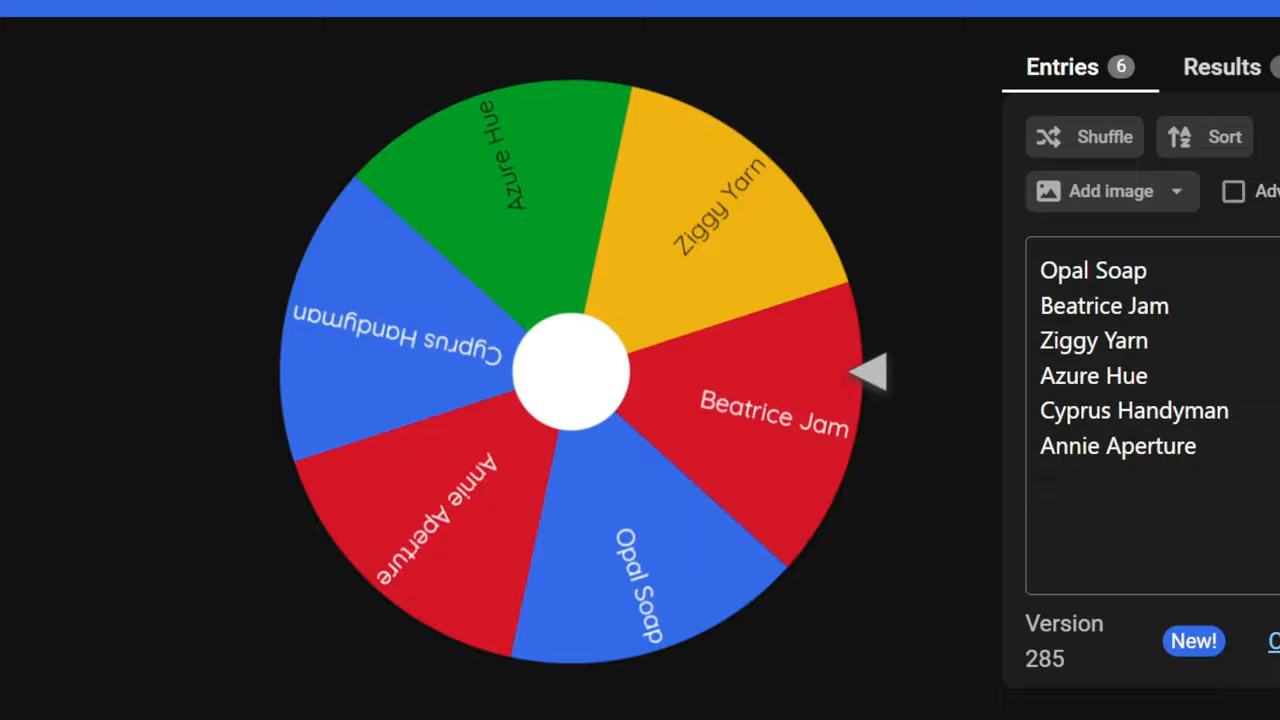 Entries 6 Results
Shuffle Sort
Add image
Opal Soap
Beatrice Jam
Ziggy Yarn
Azure Hue
Cyprus Handyman
Annie Aperture
Version
285
New!
Azure Hue
Ziggy Yarn
Cyprus Handyman
Beatrice Jam
Annie Aperture
Opal Soap